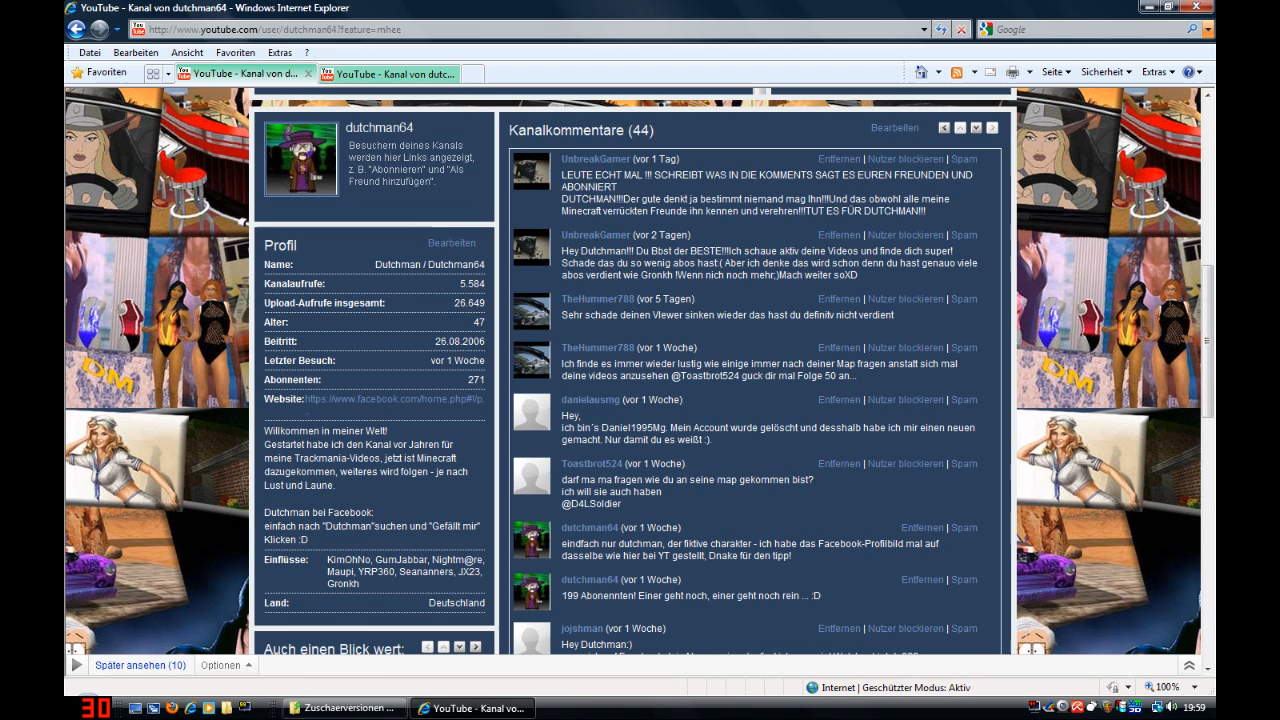 YouTube - Kanal von dutchman64 - Windows Internet Explorer
http://www.youtube.com/user/dutchman64?feature=mhee
Google
Datei Bearbeiten Ansicht Favoriten Extras ?
Favoriten
YouTube - Kanal von d...
YouTube - Kanal von dutc...
Seite Sicherheit Extras
dutchman64
Besuchern deines Kanals
werden hier Links angezeigt,
z. B. "Abonnieren" und "Als
Freund hinzufügen".
Profil Bearbeiten
Name: Dutchman / Dutchman64
Kanalaufrufe: 5.584
Upload-Aufrufe insgesamt: 26.649
Alter: 47
Beitritt: 26.08.2006
Letzter Besuch: vor 1 Woche
Abonnenten: 271
Website: https://www.facebook.com/home.php#!/p.
..
Willkommen in meiner Welt!
Gestartet habe ich den Kanal vor Jahren für
meine Trackmania-Videos, jetzt ist Minecraft
dazugekommen, weiteres wird folgen - je nach
Lust und Laune.
Dutchman bei Facebook:
einfach nach "Dutchman"suchen und "Gefällt mir"
Klicken :D
Einflüsse: KimOhNo, GumJabbar, Nightm@re,
Maupi, YRP360, Seananners, JX23,
Gronkh
Land: Deutschland
Auch einen Blick wert:
Kanalkommentare (44) Bearbeiten
UnbreakGamer (vor 1 Tag) Entfernen | Nutzer blockieren | Spam
LEUTE ECHT MAL !!! SCHREIBT WAS IN DIE KOMMENTS SAGT ES EUREN FREUNDEN UND
ABONNIERT
DUTCHMAN!!!Der gute denkt ja bestimmt niemand mag Ihn!!!Und das obwohl alle meine
Minecraft verrückten Freunde ihn kennen und verehren!!!TUT ES FÜR DUTCHMAN!!!
UnbreakGamer (vor 2 Tagen) Entfernen | Nutzer blockieren | Spam
Hey Dutchman!!! Du Bbst der BESTE!!!Ich schaue aktiv deine Videos und finde dich super!
Schade das du so wenig abos hast:( Aber ich denke das wird schon denn du hast genauo viele
abos verdient wie Gronkh !Wenn nich noch mehr;)Mach weiter soXD
TheHummer788 (vor 5 Tagen) Entfernen | Nutzer blockieren | Spam
Sehr schade deinen VIewer sinken wieder das hast du definitv nicht verdient
TheHummer788 (vor 1 Woche) Entfernen | Nutzer blockieren | Spam
Ich finde es immer wieder lustig wie einige immer nach deiner Map fragen anstatt sich mal
deine videos anzusehen @Toastbrot524 guck dir mal Folge 50 an...
danielausmg (vor 1 Woche) Entfernen | Nutzer blockieren | Spam
Hey,
ich bin´s Daniel1995Mg. Mein Account wurde gelöscht und desshalb habe ich mir einen neuen
gemacht. Nur damit du es weißt :).
Toastbrot524 (vor 1 Woche) Entfernen | Nutzer blockieren | Spam
darf ma ma fragen wie du an seine map gekommen bist?
ich will sie auch haben
@D4LSoldier
dutchman64 (vor 1 Woche) Entfernen | Spam
eindfach nur dutchman, der fiktive charakter - ich habe das Facebook-Profilbild mal auf
dasselbe wie hier bei YT gestellt, Dnake für den tipp!
dutchman64 (vor 1 Woche) Entfernen | Spam
199 Abonennten! Einer geht noch, einer geht noch rein ... :D
jojshman (vor 1 Woche) Entfernen | Nutzer blockieren | Spam
Hey Dutchman:)
DM
DM
Später ansehen (10) Optionen
Internet | Geschützter Modus: Aktiv 100%
30
Zuschaerversionen ...
YouTube - Kanal vo...
19:59